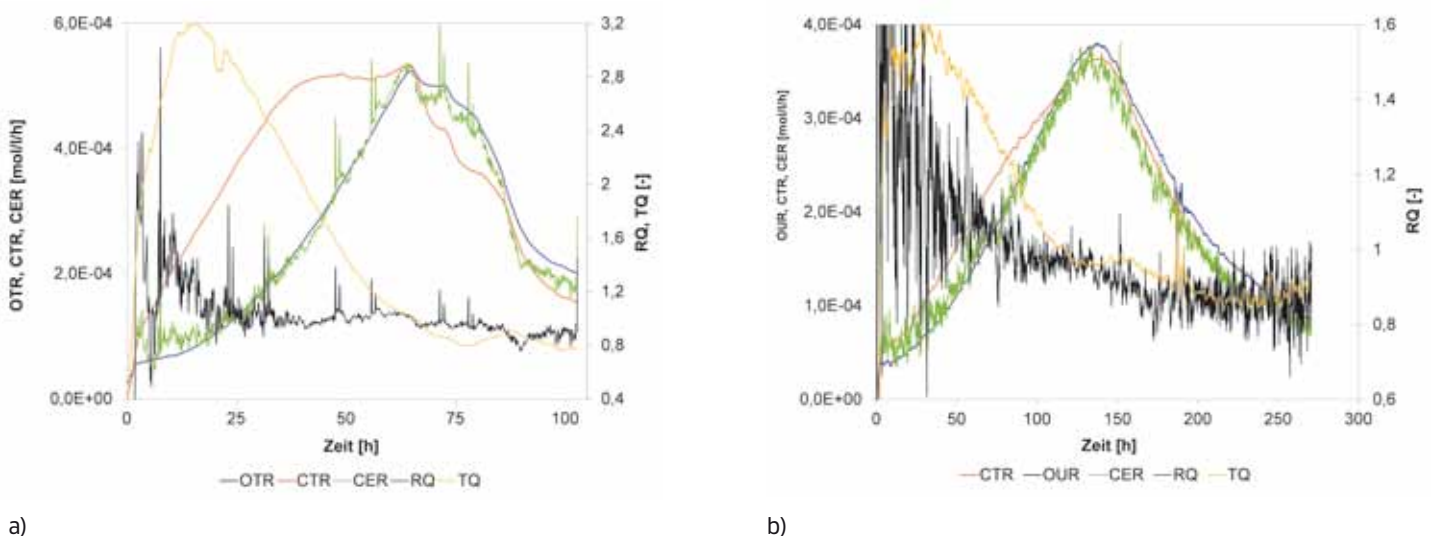 6,0E-04
4,0E-04
2,0E-04
0,0E+00
OTR, CTR, CER [mol/l/h]
3,2
2,8
2,4
2
1,6
1,2
0,8
0,4
RQ, TQ [-]
0 25 50 75 100
Zeit [h]
OTR CTR CER RQ TQ
a)
4,0E-04
3,0E-04
2,0E-04
1,0E-04
0,0E+00
OUR, CTR, CER [mol/l/h]
1,6
1,4
1,2
1
0,8
0,6
RQ [-]
0 50 100 150 200 250 300
Zeit [h]
CTR OUR CER RQ TQ
b)